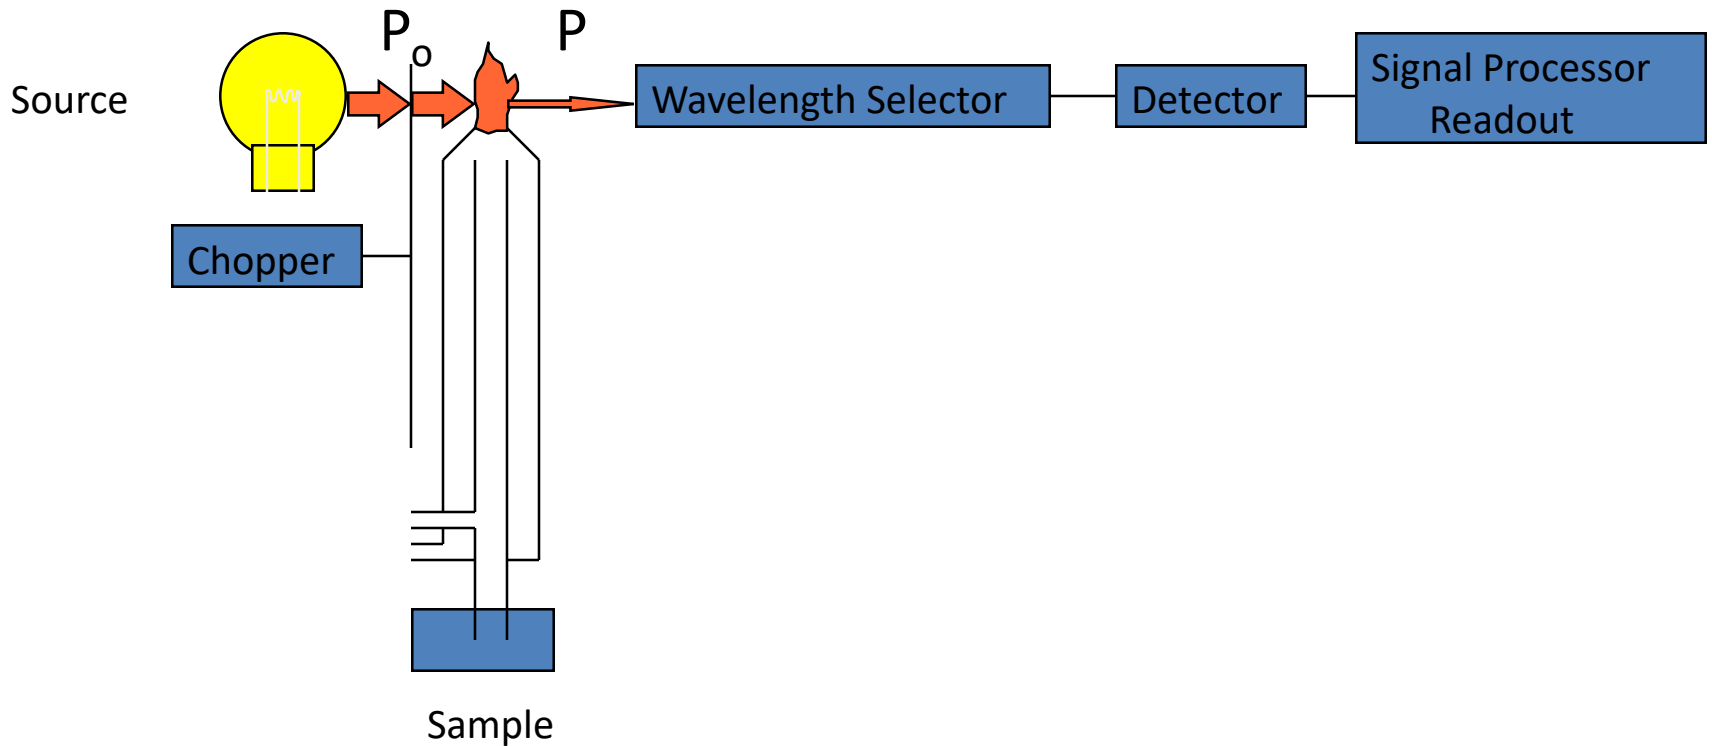 Source
Pₒ
P
Wavelength Selector
Detector
Signal Processor
Readout
Chopper
Sample